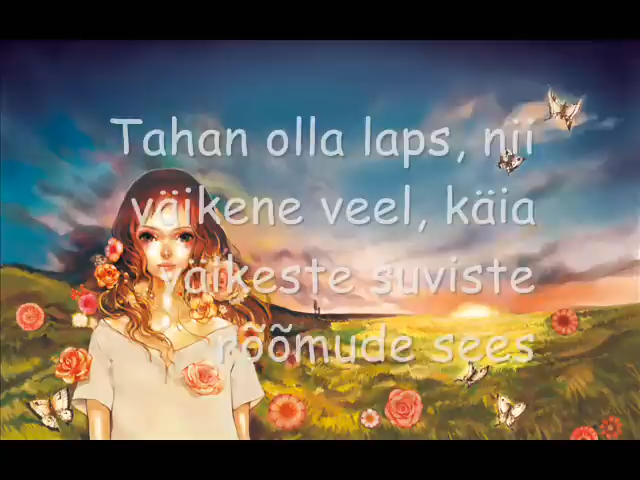 Tahan olla laps, nii
väikene veel, käia
väikeste suviste
rõõmude sees